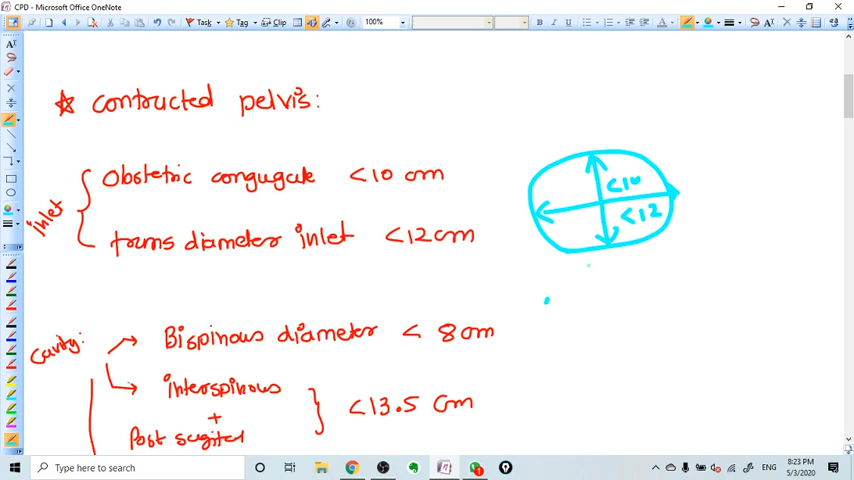 CPD - Microsoft Office OneNote
Task
Tag
Clip
100%
B I U
contructed pelvis:
inlet
obstetric congugate <10 cm
trans diameter inlet <12cm
<10
<12
cavity:
Bispinous diameter < 8cm
interspinous
+
Post sagital
<13.5 cm
Type here to search
ENG
8:23 PM
5/3/2020